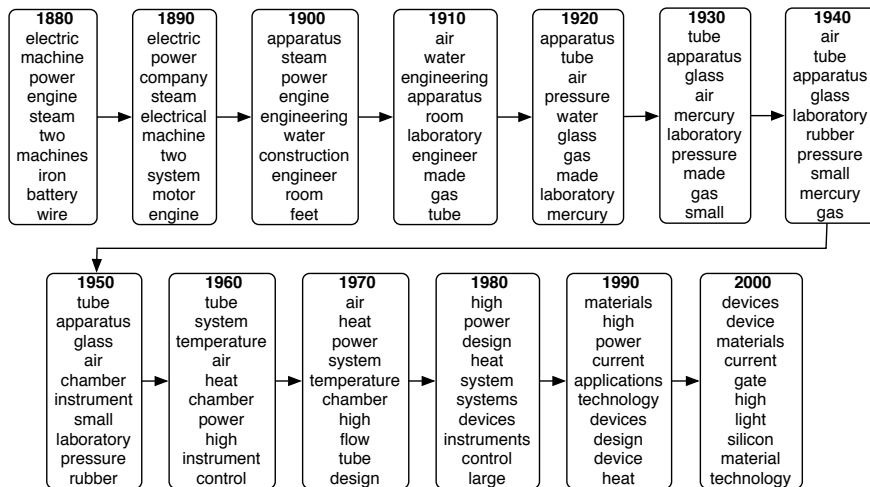 1880
electric
machine
power
engine
steam
two
machines
iron
battery
wire
1890
electric
power
company
steam
electrical
machine
two
system
motor
engine
1900
apparatus
steam
power
engine
engineering
water
construction
engineer
room
feet
1910
air
water
engineering
apparatus
room
laboratory
engineer
made
gas
tube
1920
apparatus
tube
air
pressure
water
glass
gas
made
laboratory
mercury
1930
tube
apparatus
glass
air
mercury
laboratory
pressure
made
gas
small
1940
air
tube
apparatus
glass
laboratory
rubber
pressure
small
mercury
gas
1950
tube
apparatus
glass
air
chamber
instrument
small
laboratory
pressure
rubber
1960
tube
system
temperature
air
heat
chamber
power
high
instrument
control
1970
air
heat
power
system
temperature
chamber
high
flow
tube
design
1980
high
power
design
heat
system
systems
devices
instruments
control
large
1990
materials
high
power
current
applications
technology
devices
design
device
heat
2000
devices
device
materials
current
gate
high
light
silicon
material
technology